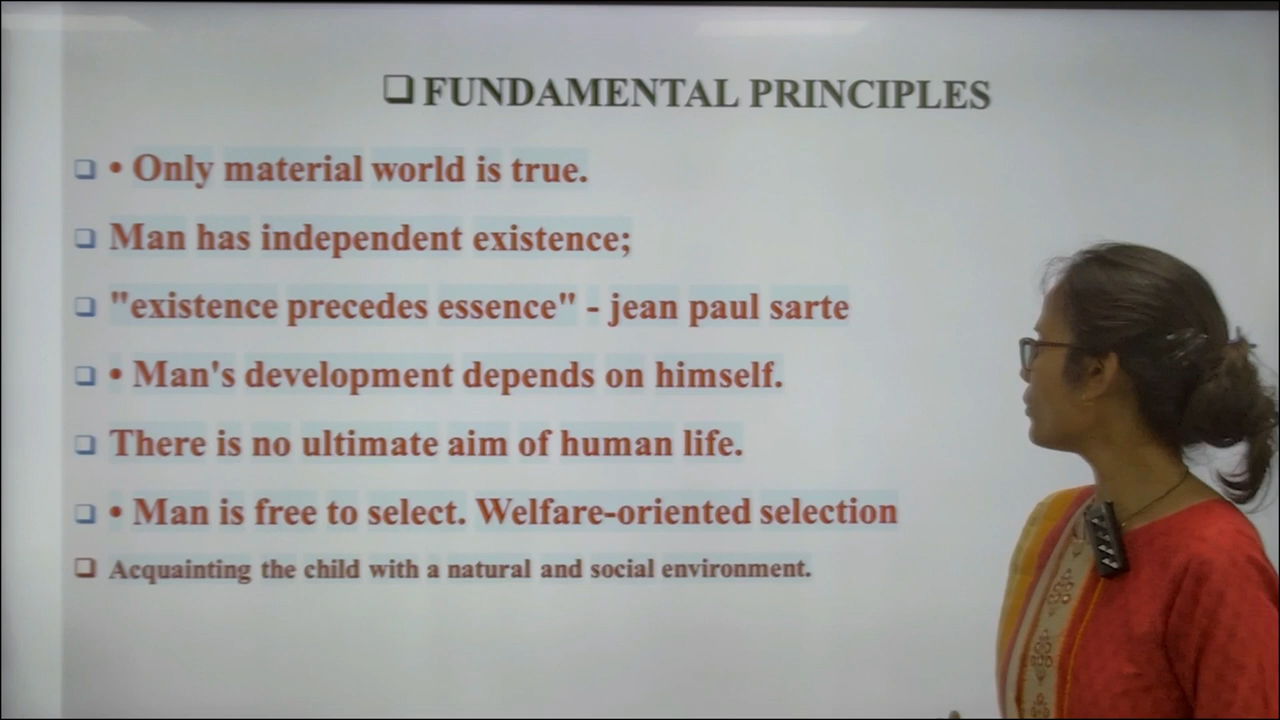 ❑ FUNDAMENTAL PRINCIPLES
❑ • Only material world is true.
❑ Man has independent existence;
❑ "existence precedes essence" - jean paul sarte
❑ • Man's development depends on himself.
❑ There is no ultimate aim of human life.
❑ • Man is free to select. Welfare-oriented selection
❑ Acquainting the child with a natural and social environment.